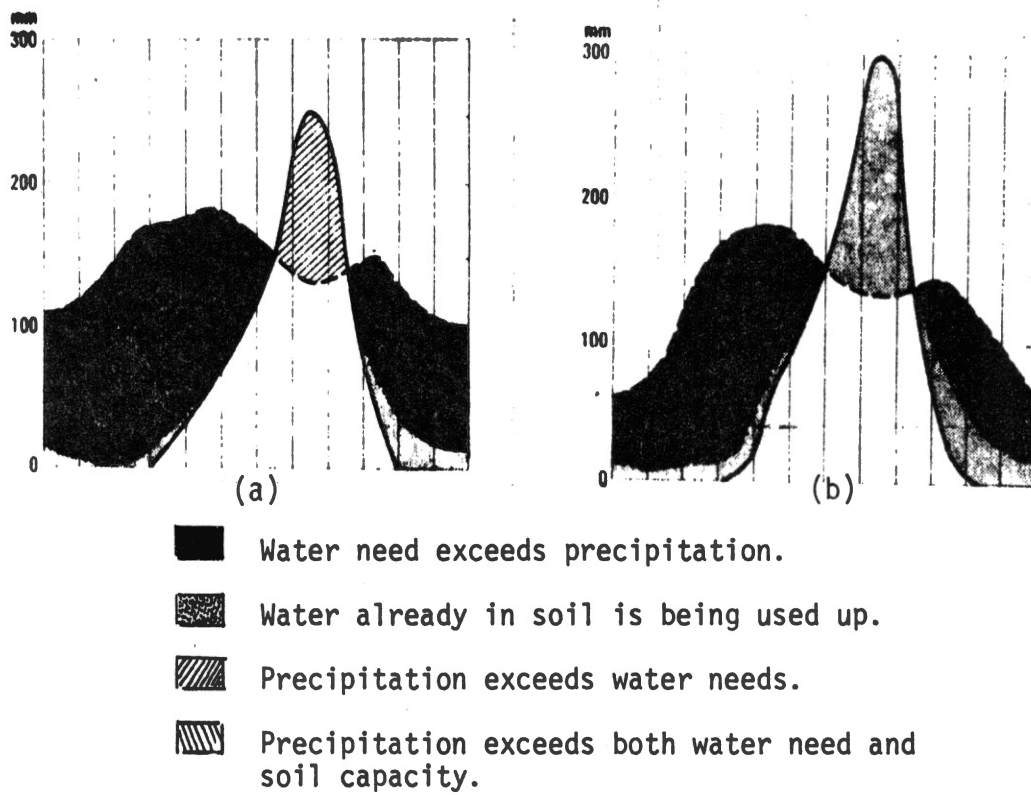 mm
300
200
100
0
(a)
mm
300
200
100
0
(b)
Water need exceeds precipitation.
Water already in soil is being used up.
Precipitation exceeds water needs.
Precipitation exceeds both water need and
soil capacity.